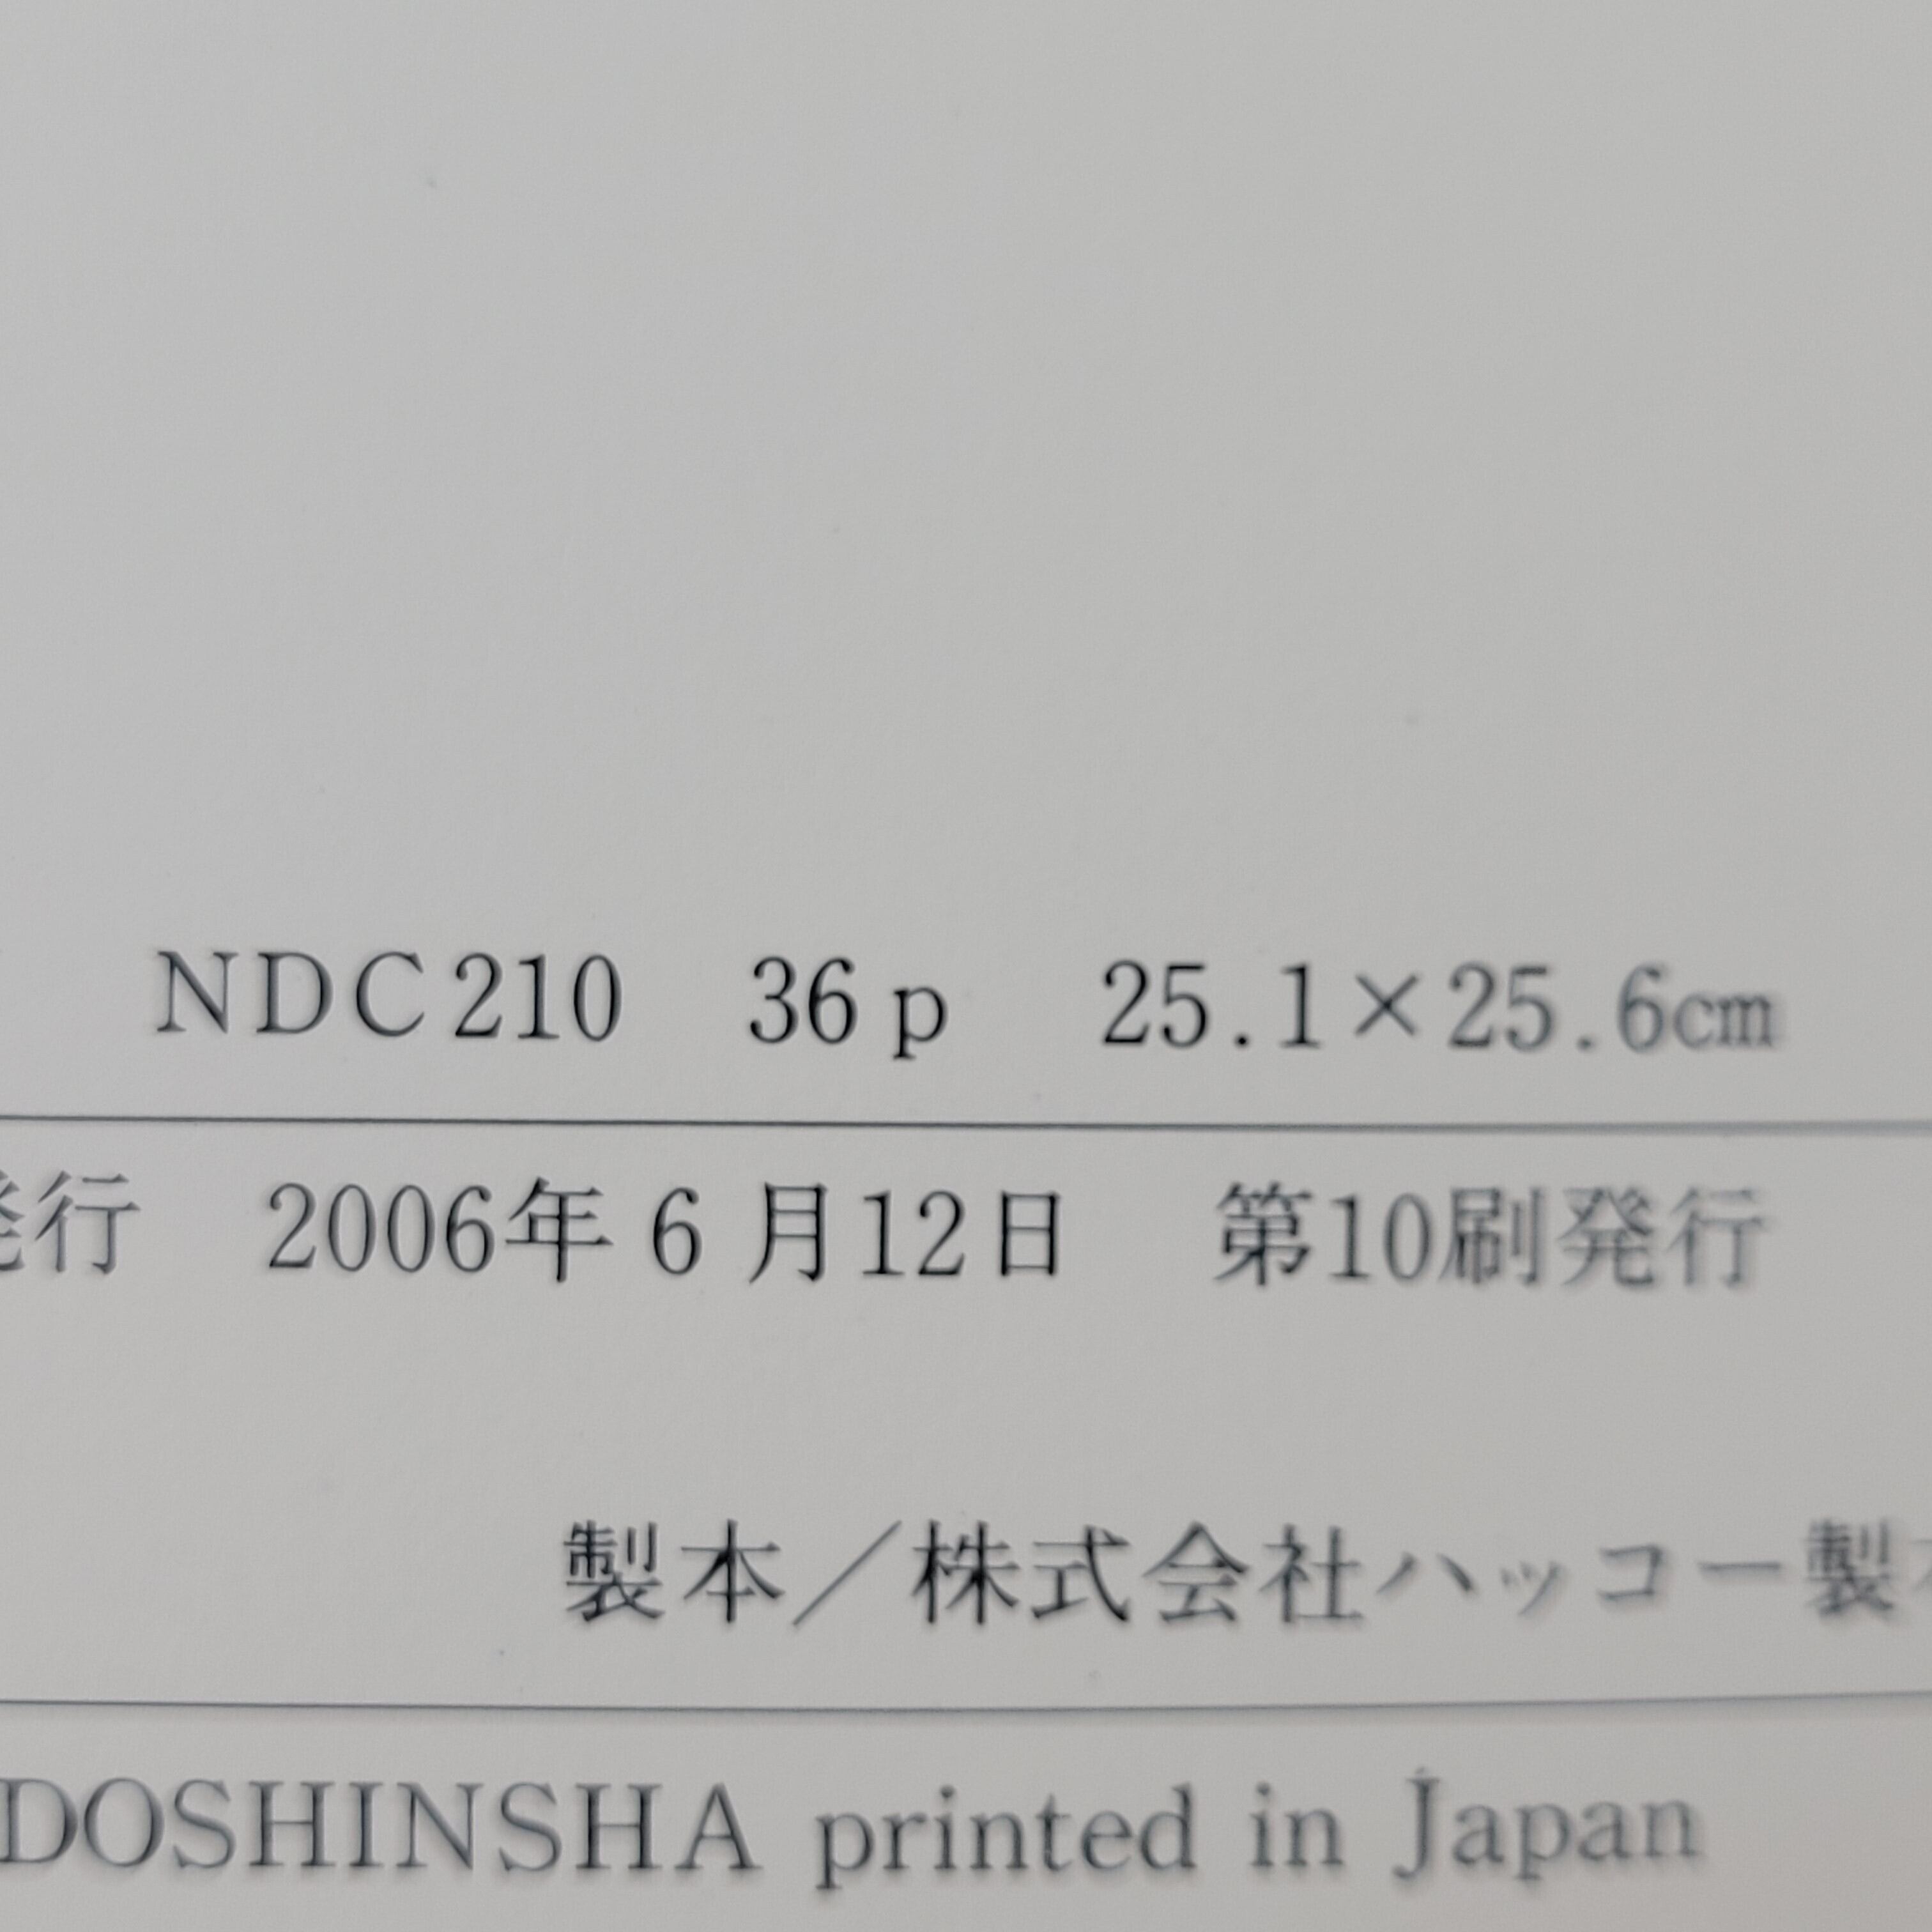 NDC210　36p　25.1×25.6cm
発行　2006年6月12日　第10刷発行
製本／株式会社ハッコー製本
DOSHINSHA printed in Japan